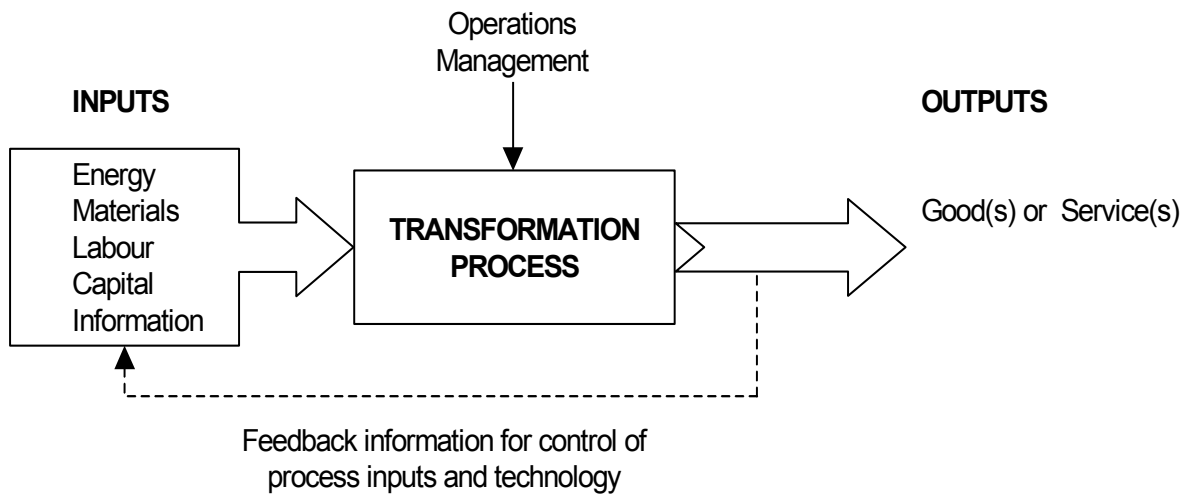 Operations
Management
INPUTS
OUTPUTS
Energy
Materials
Labour
Capital
Information
TRANSFORMATION
PROCESS
Good(s) or Service(s)
Feedback information for control of
process inputs and technology